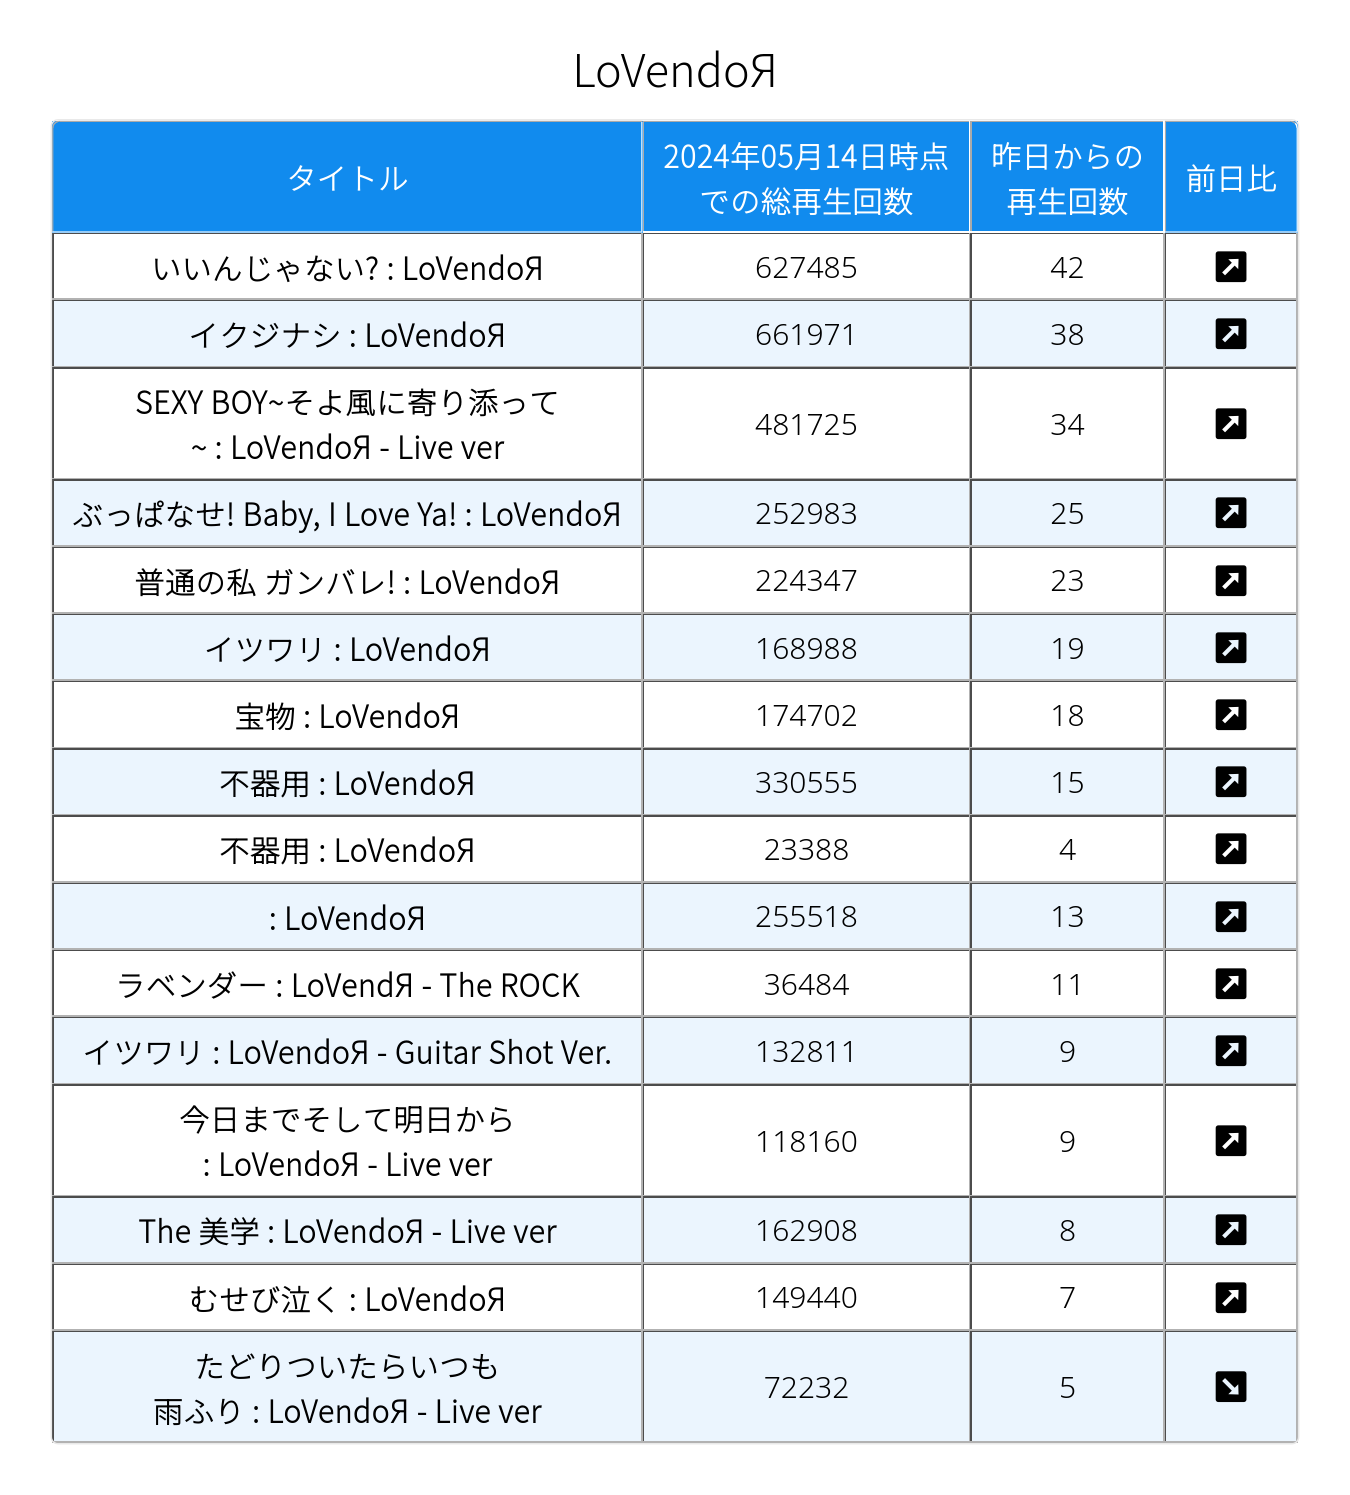 LoVendoЯ
タイトル
2024年05月14日時点
での総再生回数
昨日からの
再生回数
前日比
いいんじゃない? : LoVendoЯ
627485
42
イクジナシ : LoVendoЯ
661971
38
SEXY BOY~そよ風に寄り添って
~ : LoVendoЯ - Live ver
481725
34
ぶっぱなせ! Baby, I Love Ya! : LoVendoЯ
252983
25
普通の私 ガンバレ! : LoVendoЯ
224347
23
イツワリ : LoVendoЯ
168988
19
宝物 : LoVendoЯ
174702
18
不器用 : LoVendoЯ
330555
15
不器用 : LoVendoЯ
23388
4
: LoVendoЯ
255518
13
ラベンダー : LoVendЯ - The ROCK
36484
11
イツワリ : LoVendoЯ - Guitar Shot Ver.
132811
9
今日までそして明日から
: LoVendoЯ - Live ver
118160
9
The 美学 : LoVendoЯ - Live ver
162908
8
むせび泣く : LoVendoЯ
149440
7
たどりついたらいつも
雨ふり : LoVendoЯ - Live ver
72232
5